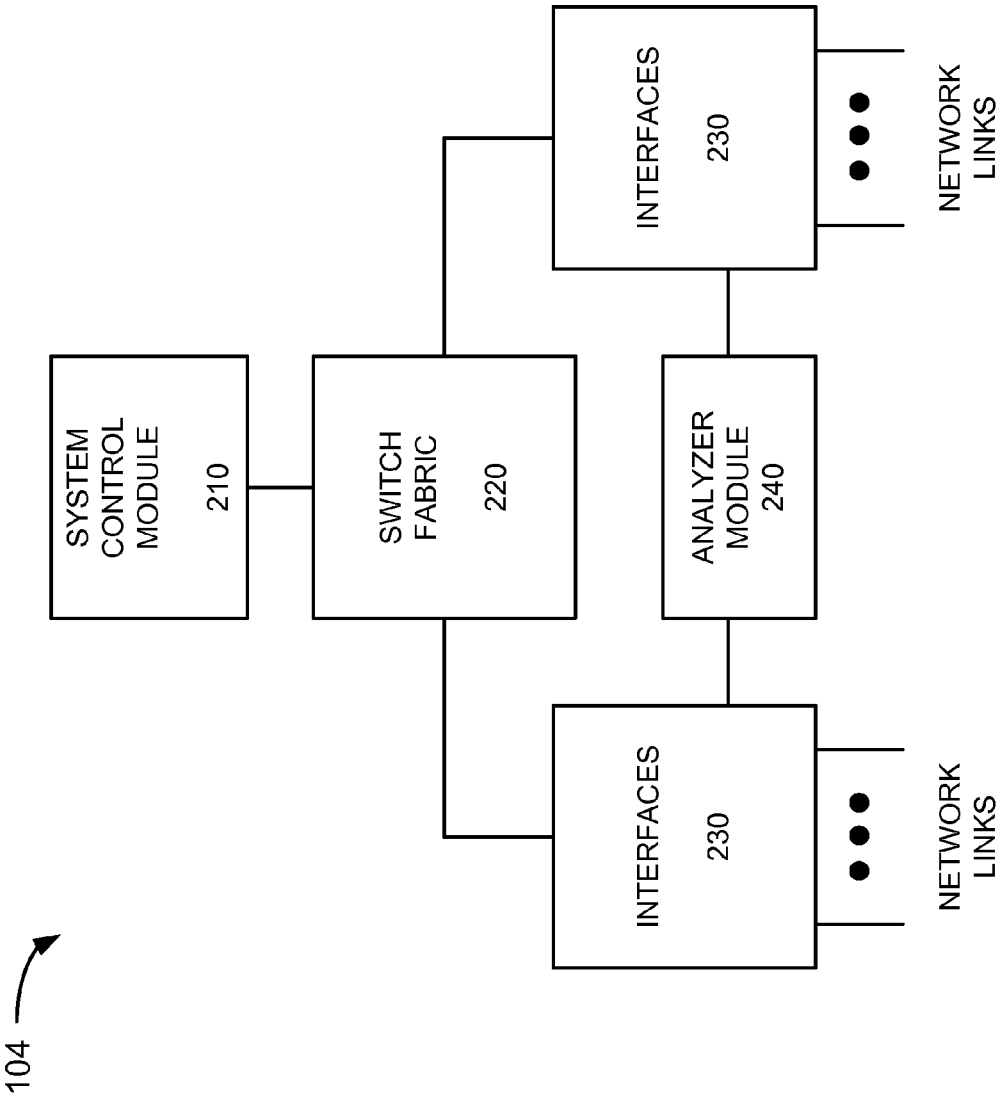 104
SYSTEM
CONTROL
MODULE
210
SWITCH
FABRIC
220
INTERFACES
230
ANALYZER
MODULE
240
INTERFACES
230
NETWORK
LINKS
NETWORK
LINKS